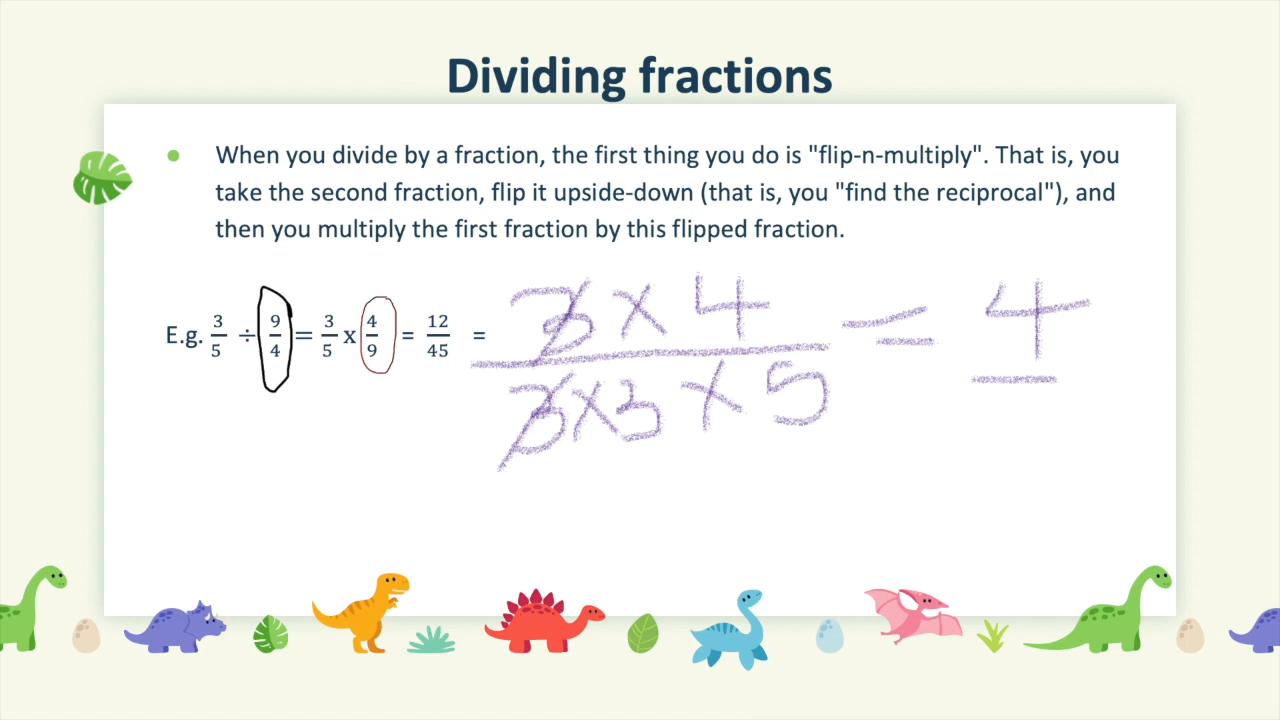 Dividing fractions
When you divide by a fraction, the first thing you do is "flip-n-multiply". That is, you
take the second fraction, flip it upside-down (that is, you "find the reciprocal"), and
then you multiply the first fraction by this flipped fraction.
E.g. 3/5 ÷ 9/4 = 3/5 x 4/9 = 12/45 =
3 x 4 = 4
3 x 3 x 5